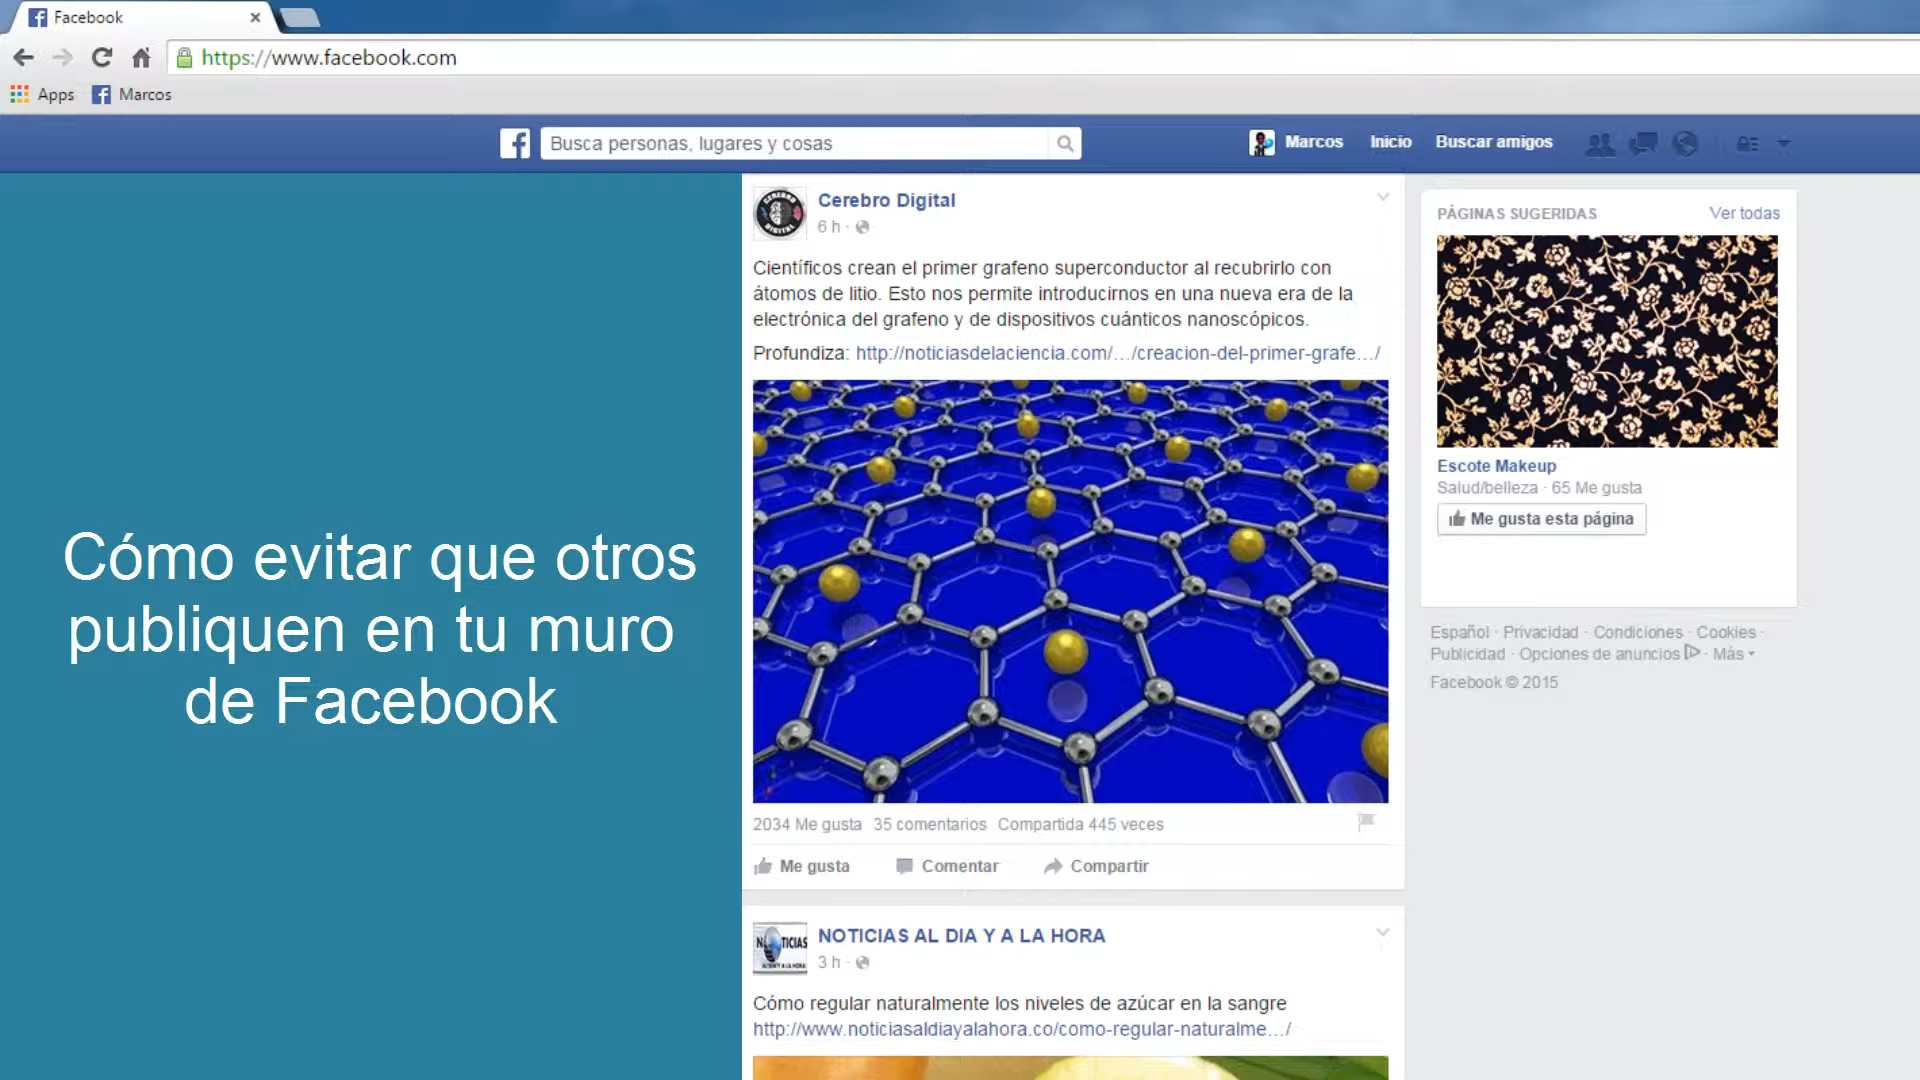 Facebook
https://www.facebook.com
Apps
Marcos
Busca personas, lugares y cosas
Marcos
Inicio
Buscar amigos
Cómo evitar que otros
publiquen en tu muro
de Facebook
CEREBRO
DIGITAL
Cerebro Digital
6 h ·
Científicos crean el primer grafeno superconductor al recubrirlo con
átomos de litio. Esto nos permite introducirnos en una nueva era de la
electrónica del grafeno y de dispositivos cuánticos nanoscópicos.
Profundiza: http://noticiasdelaciencia.com/…/creacion-del-primer-grafe…/
2034 Me gusta 35 comentarios Compartida 445 veces
Me gusta
Comentar
Compartir
NOTICIAS AL DIA Y A LA HORA
3 h ·
Cómo regular naturalmente los niveles de azúcar en la sangre
http://www.noticiasaldiayalahora.co/como-regular-naturalme…/
PÁGINAS SUGERIDAS
Ver todas
Escote Makeup
Salud/belleza · 65 Me gusta
Me gusta esta página
Español · Privacidad · Condiciones · Cookies ·
Publicidad · Opciones de anuncios · Más
Facebook © 2015